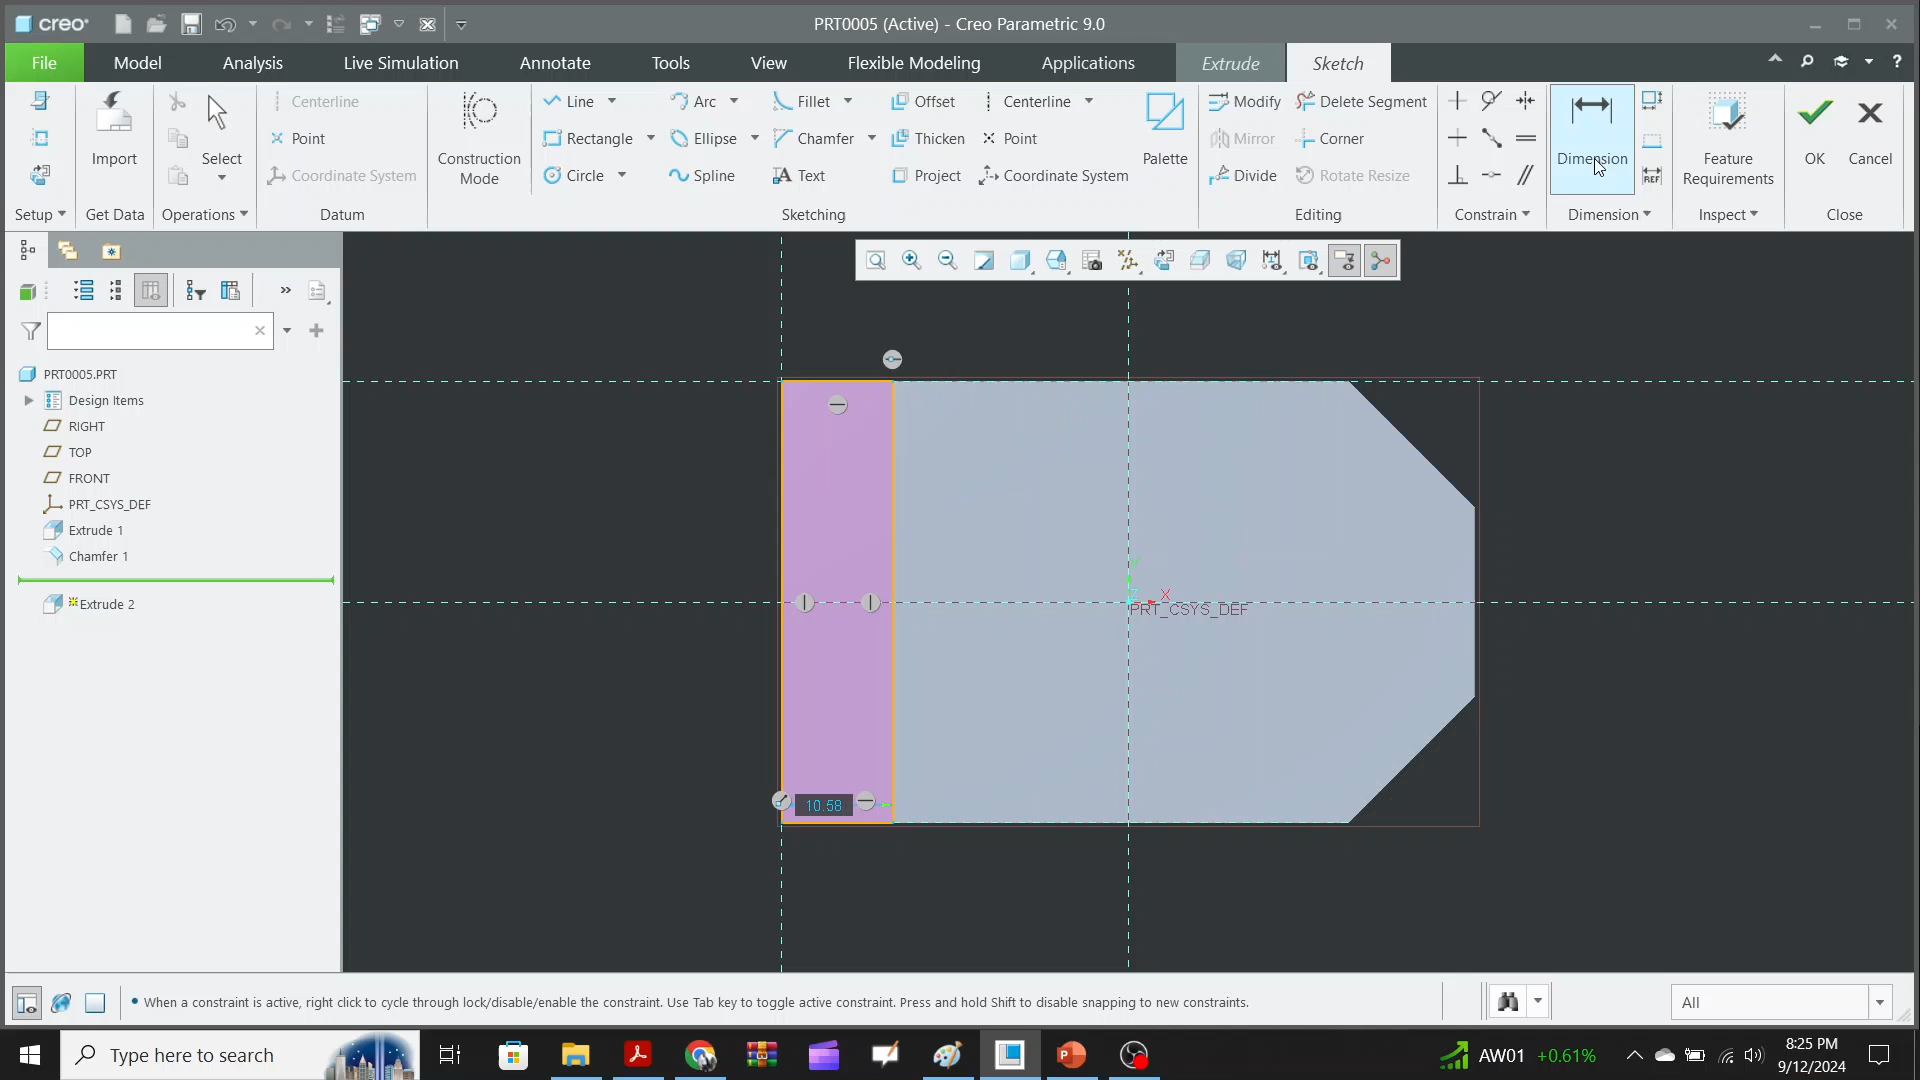 creo
PRT0005 (Active) - Creo Parametric 9.0
File
Model
Analysis
Live Simulation
Annotate
Tools
View
Flexible Modeling
Applications
Extrude
Sketch
?
Import
Select
Centerline
Point
Coordinate System
Construction
Mode
Line
Rectangle
Circle
Arc
Ellipse
Spline
Fillet
Chamfer
Text
Offset
Thicken
Project
Centerline
Point
Coordinate System
Palette
Modify
Mirror
Divide
Delete Segment
Corner
Rotate Resize
Dimension
REF
Feature
Requirements
OK
Cancel
Setup
Get Data
Operations
Datum
Sketching
Editing
Constrain
Dimension
Inspect
Close
PRT0005.PRT
Design Items
RIGHT
TOP
FRONT
PRT_CSYS_DEF
Extrude 1
Chamfer 1
Extrude 2
Y
Z
X
PRT_CSYS_DEF
10.58
When a constraint is active, right click to cycle through lock/disable/enable the constraint. Use Tab key to toggle active constraint. Press and hold Shift to disable snapping to new constraints.
All
Type here to search
AW01 +0.61%
8:25 PM
9/12/2024